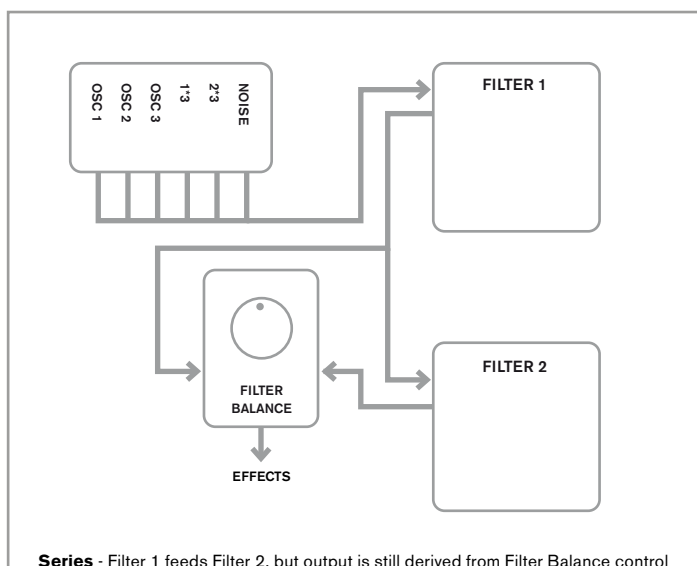 OSC 1
OSC 2
OSC 3
1*3
2*3
NOISE
FILTER 1
FILTER 2
FILTER
BALANCE
EFFECTS
Series - Filter 1 feeds Filter 2, but output is still derived from Filter Balance control